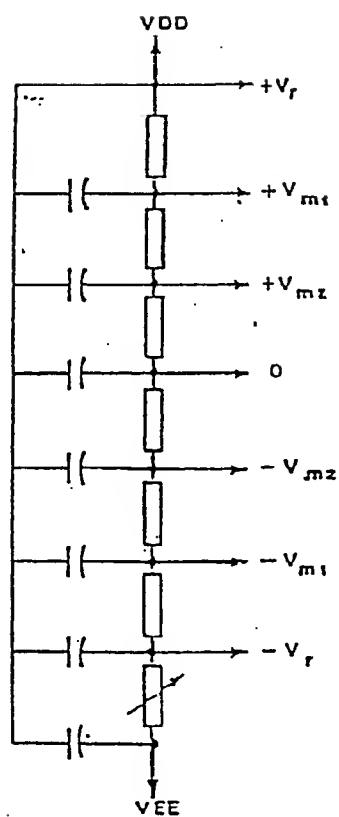 VDD
+Vr
+Vm1
+Vm2
0
- Vm2
- Vm1
- Vr
VEE